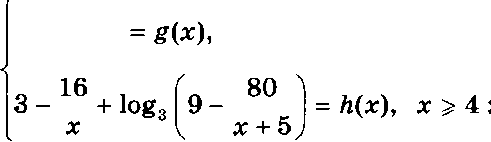 = g(x),
3 − 16/x + log₃ (9 − 80/(x + 5)) = h(x), x ⩾ 4 :